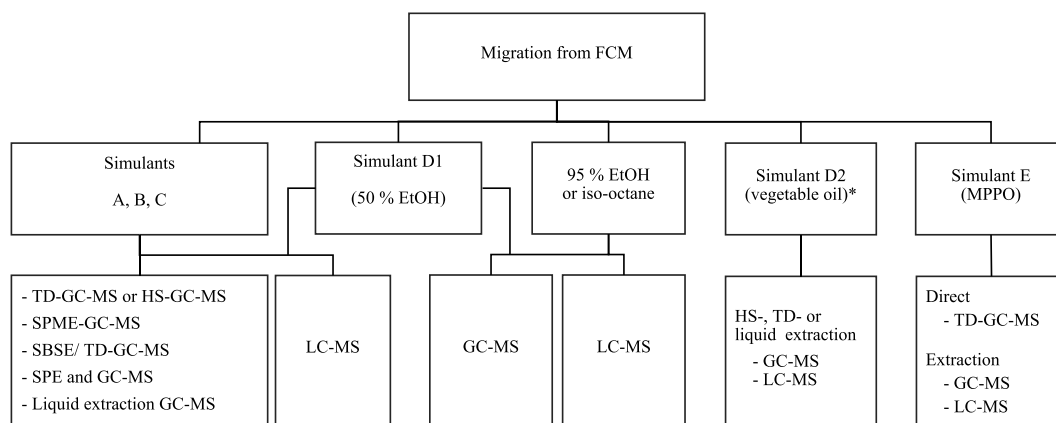 Migration from FCM
Simulants
A, B, C
Simulant D1
(50 % EtOH)
95 % EtOH
or iso-octane
Simulant D2
(vegetable oil)*
Simulant E
(MPPO)
- TD-GC-MS or HS-GC-MS
- SPME-GC-MS
- SBSE/ TD-GC-MS
- SPE and GC-MS
- Liquid extraction GC-MS
LC-MS
GC-MS
LC-MS
HS-, TD- or
liquid extraction
- GC-MS
- LC-MS
Direct
- TD-GC-MS
Extraction
- GC-MS
- LC-MS